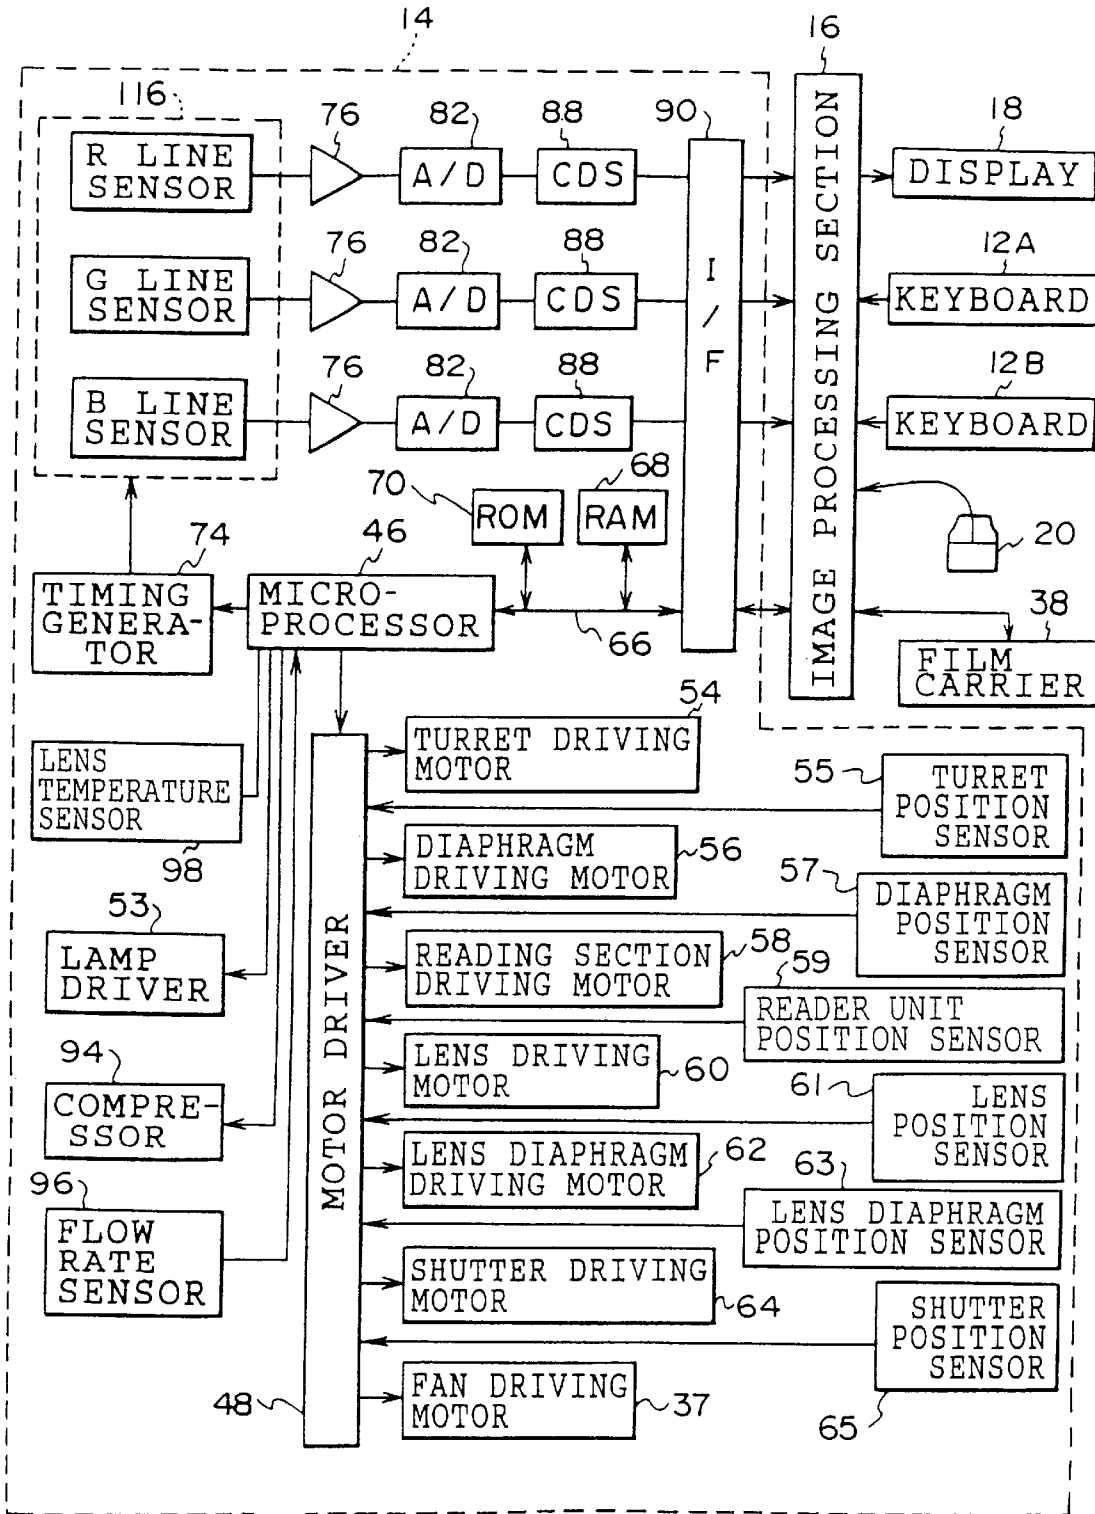 14
16
116
76
82
88
90
18
R LINE
SENSOR
A/D
CDS
DISPLAY
76
82
88
12A
G LINE
SENSOR
A/D
CDS
I/F
KEYBOARD
76
82
88
12B
B LINE
SENSOR
A/D
CDS
KEYBOARD
IMAGE PROCESSING SECTION
70
68
ROM
RAM
20
74
46
TIMING
GENERA-
TOR
MICRO-
PROCESSOR
66
38
FILM
CARRIER
54
TURRET DRIVING
MOTOR
LENS
TEMPERATURE
SENSOR
98
55
TURRET
POSITION
SENSOR
DIAPHRAGM
DRIVING MOTOR
56
57
DIAPHRAGM
POSITION
SENSOR
53
LAMP
DRIVER
READING SECTION
DRIVING MOTOR
58
59
READER UNIT
POSITION SENSOR
MOTOR DRIVER
LENS DRIVING
MOTOR
60
94
COMPRE-
SSOR
61
LENS
POSITION
SENSOR
LENS DIAPHRAGM
DRIVING MOTOR
62
63
LENS DIAPHRAGM
POSITION SENSOR
96
FLOW
RATE
SENSOR
SHUTTER DRIVING
MOTOR
64
SHUTTER
POSITION
SENSOR
65
FAN DRIVING
MOTOR
37
48